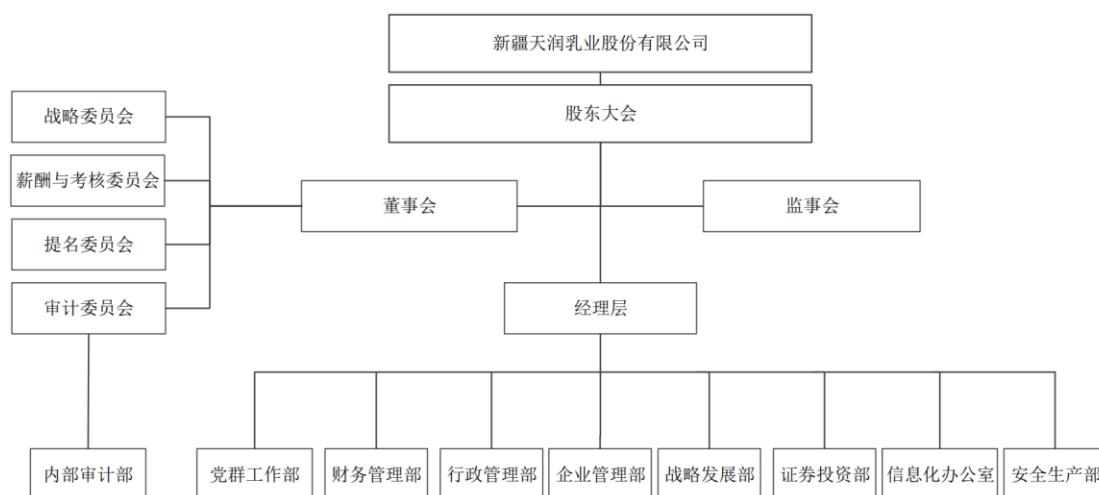 新疆天润乳业股份有限公司
股东大会
战略委员会
薪酬与考核委员会
提名委员会
审计委员会
董事会
监事会
经理层
内部审计部
党群工作部
财务管理部
行政管理部
企业管理部
战略发展部
证券投资部
信息化办公室
安全生产部